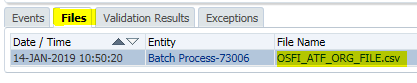 Events Files Validation Results Exceptions
Date / Time Entity File Name
14-JAN-2019 10:50:20 Batch Process-73006 OSFI_ATF_ORG_FILE.csv